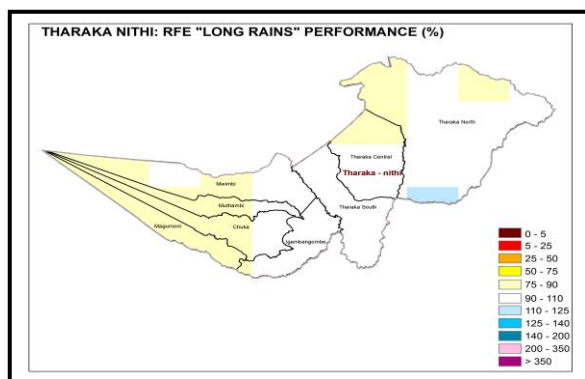 THARAKA NITHI: RFE "LONG RAINS" PERFORMANCE (%)
Tharaka North
Tharaka Central
Tharaka - nithi
Maimbi
Muthambi
Tharaka South
Magumoni
Chuka
Igambangombe
0 - 5
5 - 25
25 - 50
50 - 75
75 - 90
90 - 110
110 - 125
125 - 140
140 - 200
200 - 350
> 350